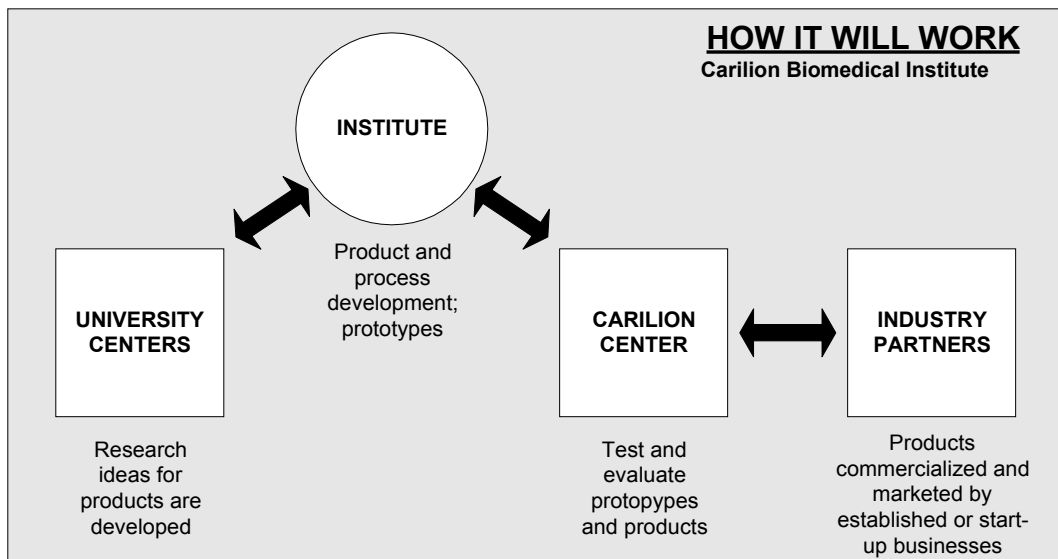 HOW IT WILL WORK
Carilion Biomedical Institute
INSTITUTE
Product and
process
development;
prototypes
UNIVERSITY
CENTERS
Research
ideas for
products are
developed
CARILION
CENTER
Test and
evaluate
protopypes
and products
INDUSTRY
PARTNERS
Products
commercialized and
marketed by
established or start-
up businesses